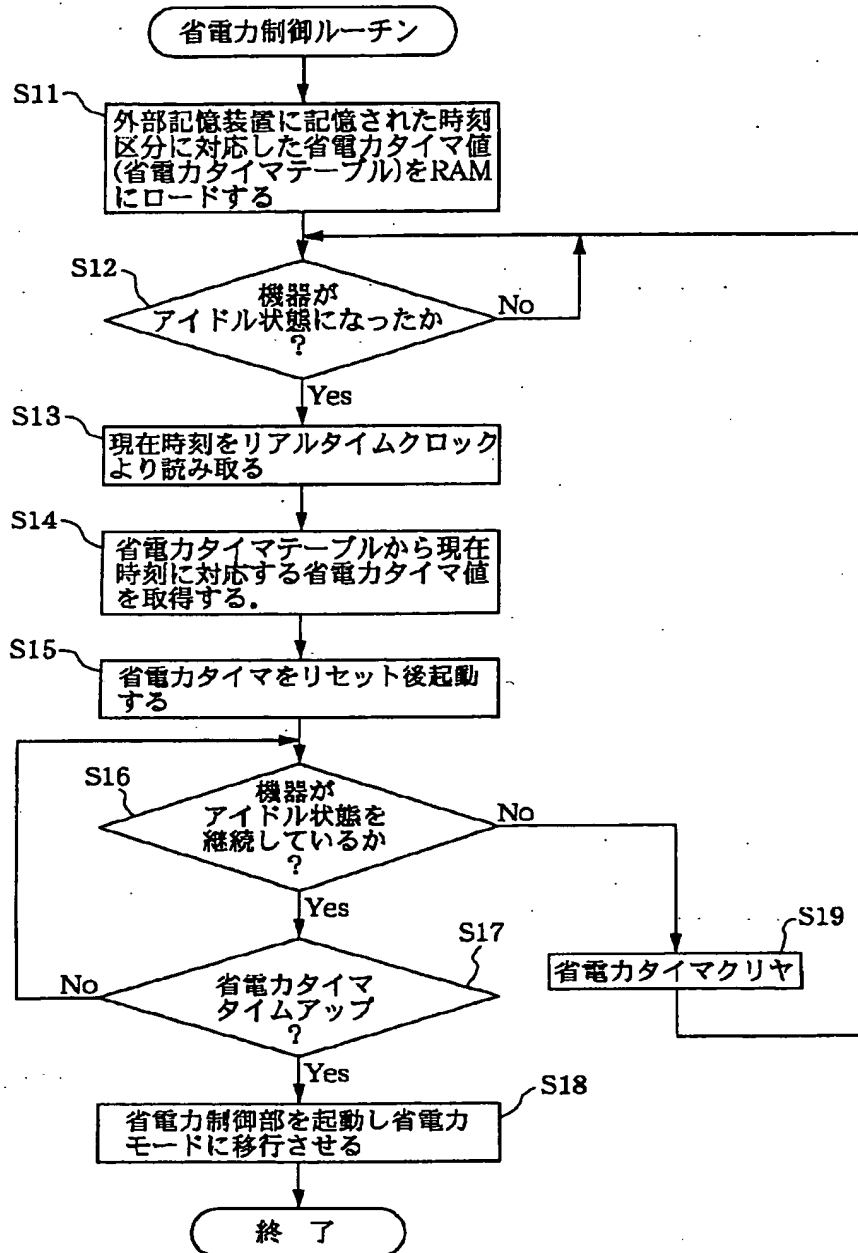 省電力制御ルーチン
S11
外部記憶装置に記憶された時刻
区分に対応した省電力タイマ値
(省電力タイマテーブル)をRAM
にロードする
S12
機器が
アイドル状態になったか
?
No
Yes
S13
現在時刻をリアルタイムクロック
より読み取る
S14
省電力タイマテーブルから現在
時刻に対応する省電力タイマ値
を取得する.
S15
省電力タイマをリセット後起動
する
S16
機器が
アイドル状態を
継続しているか
?
No
Yes
S17
省電力タイマ
タイムアップ
?
No
Yes
S19
省電力タイマクリヤ
S18
省電力制御部を起動し省電力
モードに移行させる
終 了